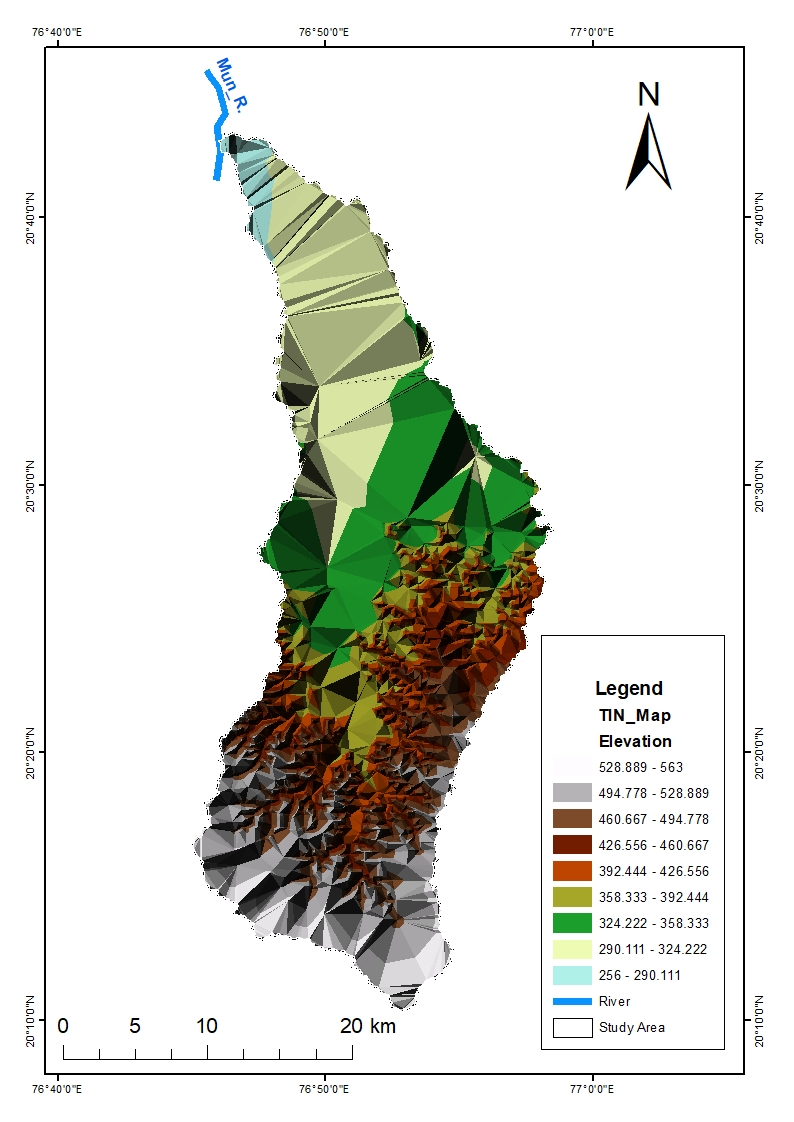 76°40'0"E 76°50'0"E 77°0'0"E
Mun_R.
N
20°40'0"N 20°40'0"N
20°30'0"N 20°30'0"N
20°20'0"N 20°20'0"N
20°10'0"N 20°10'0"N
Legend
TIN_Map
Elevation
528.889 - 563
494.778 - 528.889
460.667 - 494.778
426.556 - 460.667
392.444 - 426.556
358.333 - 392.444
324.222 - 358.333
290.111 - 324.222
256 - 290.111
River
Study Area
0 5 10 20 km
76°40'0"E 76°50'0"E 77°0'0"E